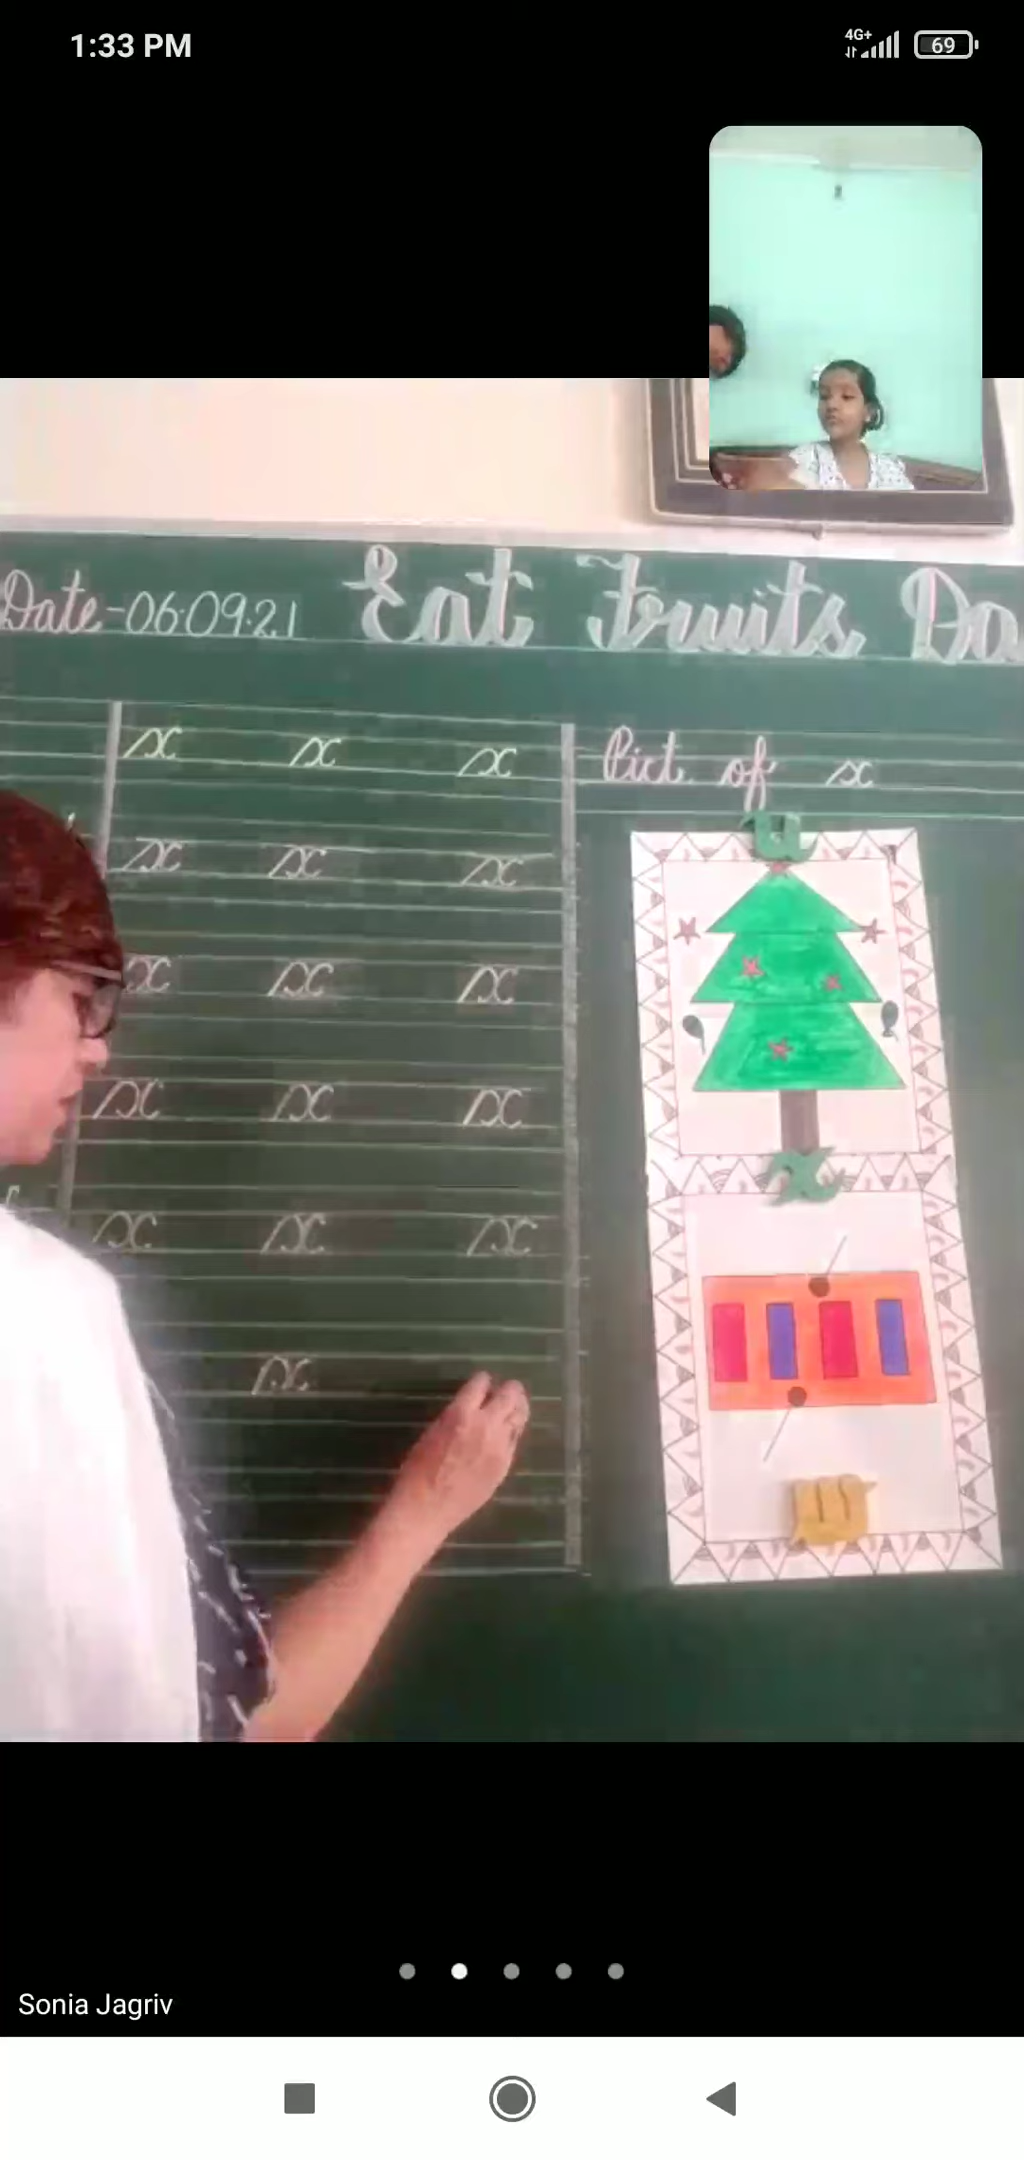 1:33 PM 4G+ 69
Date-06.09.21 Eat Fruits Da
x x x
Pict of x
x x x
x x x
x x x
x x x
x
x
Sonia Jagriv